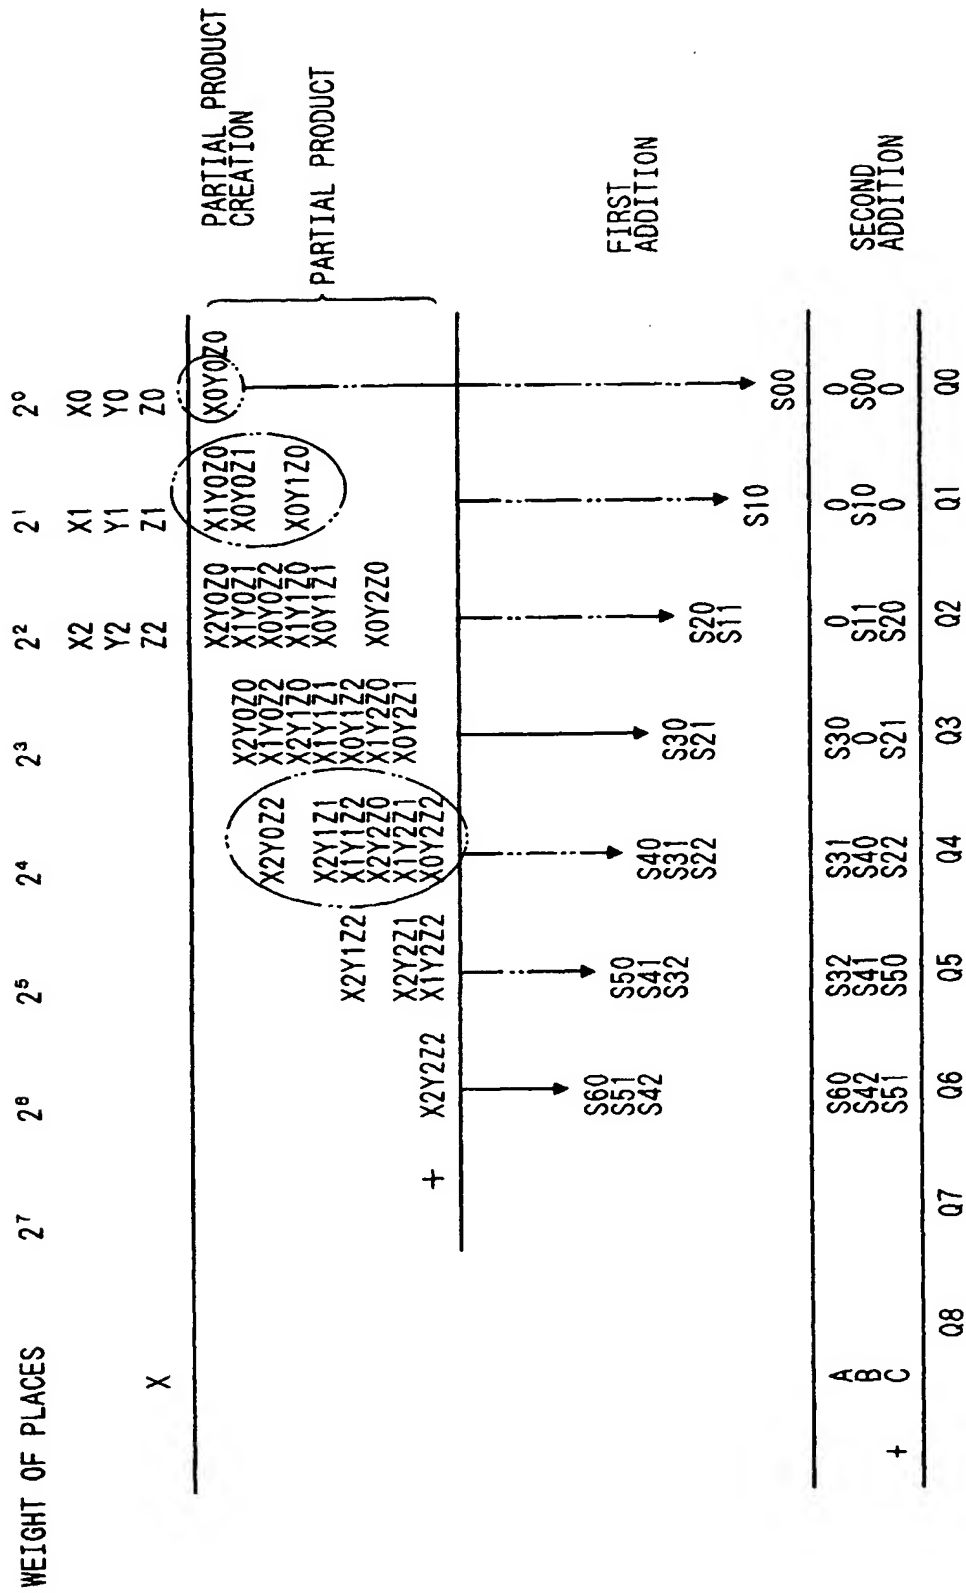 WEIGHT OF PLACES 2⁷ 2⁶ 2⁵ 2⁴ 2³ 2² 2¹ 2⁰
X2 X1 X0
Y2 Y1 Y0
X Z2 Z1 Z0
X2Y0Z0 X1Y0Z0 X0Y0Z0 PARTIAL PRODUCT
X2Y0Z0 X1Y0Z1 X0Y0Z1 CREATION
X2Y0Z2 X1Y0Z2 X0Y0Z2
X2Y1Z0 X1Y1Z0 X0Y1Z0
X2Y1Z1 X1Y1Z1 X0Y1Z1 PARTIAL PRODUCT
X2Y1Z2 X1Y1Z2 X0Y1Z2
X2Y2Z0 X1Y2Z0 X0Y2Z0
X2Y2Z1 X1Y2Z1 X0Y2Z1
+ X2Y2Z2 X1Y2Z2 X0Y2Z2
S60
S51 S50 FIRST
S42 S41 S40 ADDITION
S32 S31 S30
S22 S21 S20
S11
S10
S00
A S60 S32 S31 S30 0 0 0
B S42 S41 S40 0 S11 S10 S00 SECOND
+ C S51 S50 S22 S21 S20 0 0 ADDITION
Q8 Q7 Q6 Q5 Q4 Q3 Q2 Q1 Q0